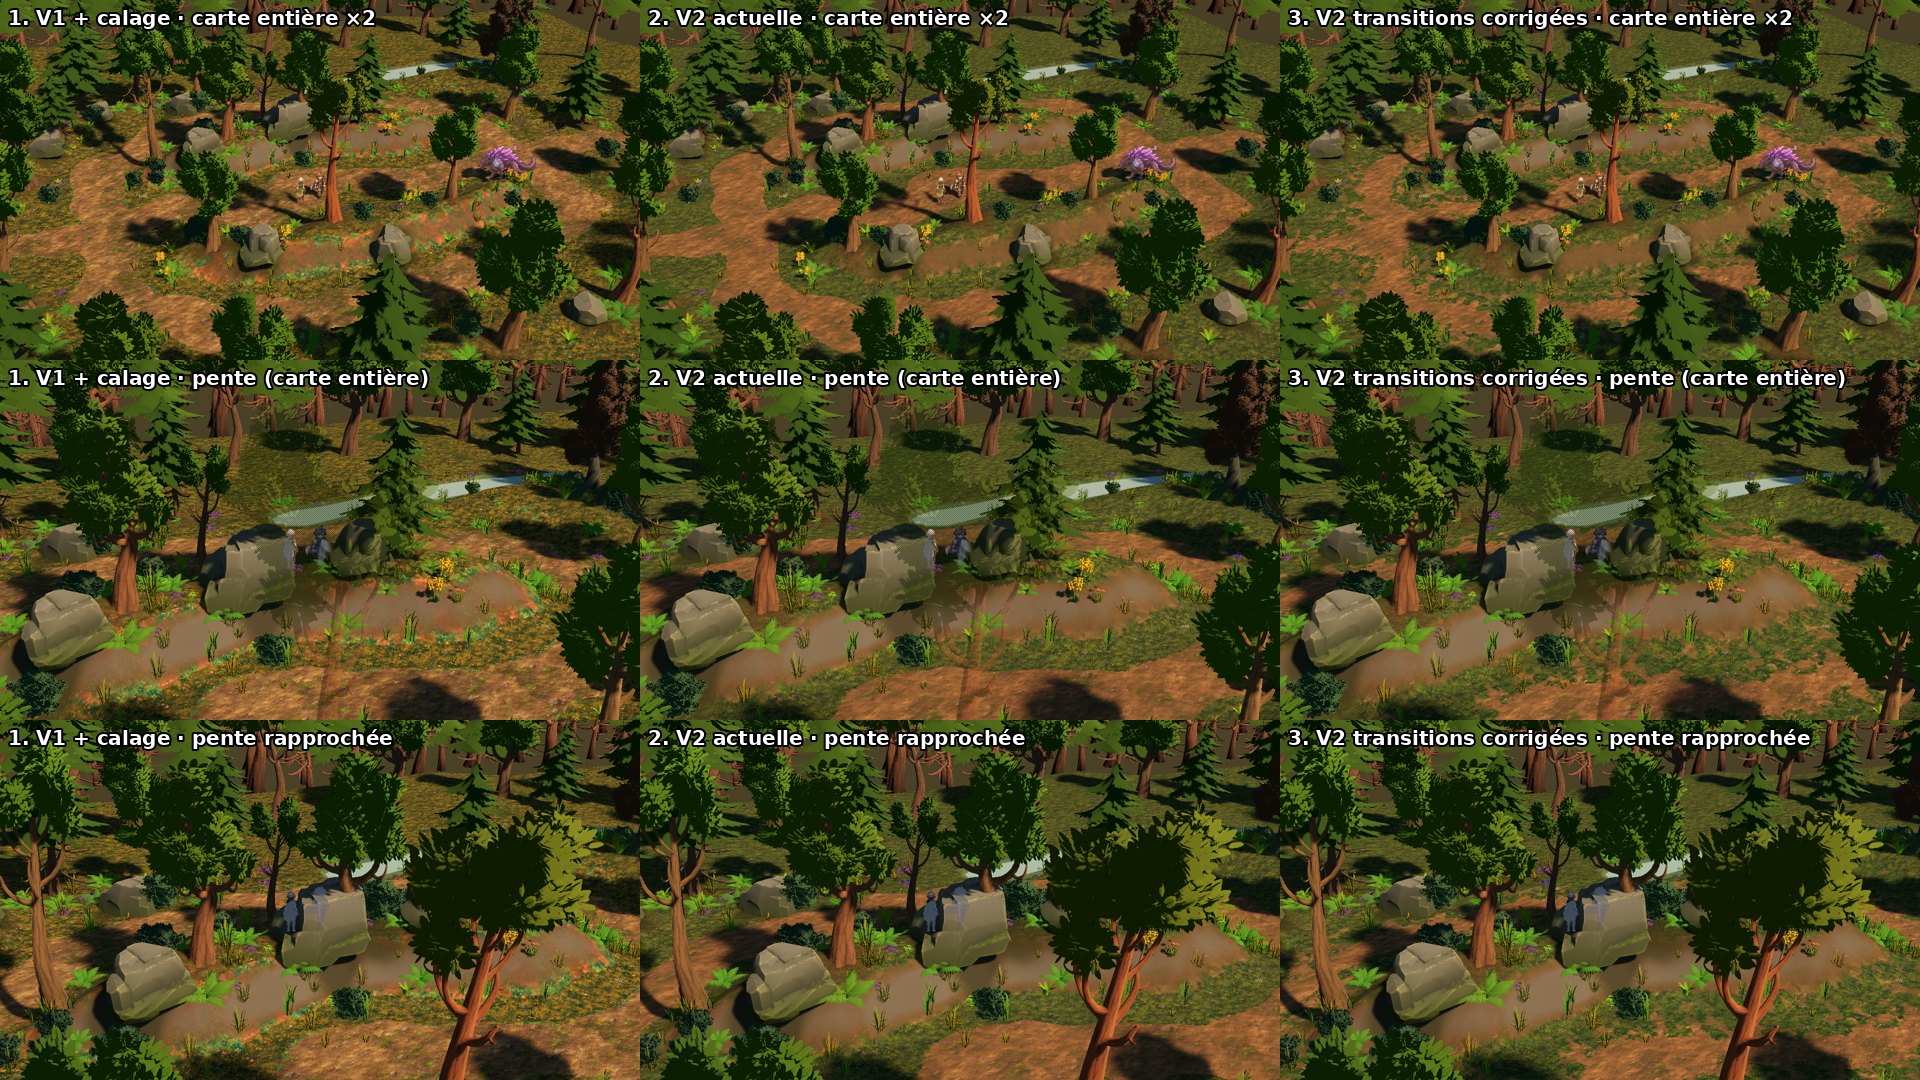 1. V1 + calage · carte entière ×2
2. V2 actuelle · carte entière ×2
3. V2 transitions corrigées · carte entière ×2
1. V1 + calage · pente (carte entière)
2. V2 actuelle · pente (carte entière)
3. V2 transitions corrigées · pente (carte entière)
1. V1 + calage · pente rapprochée
2. V2 actuelle · pente rapprochée
3. V2 transitions corrigées · pente rapprochée